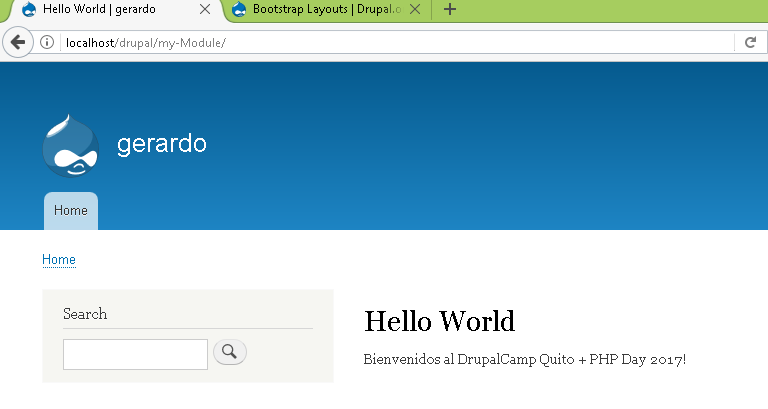 Hello World | gerardo
Bootstrap Layouts | Drupal.o
localhost/drupal/my-Module/
gerardo
Home
Home
Search
Hello World
Bienvenidos al DrupalCamp Quito + PHP Day 2017!